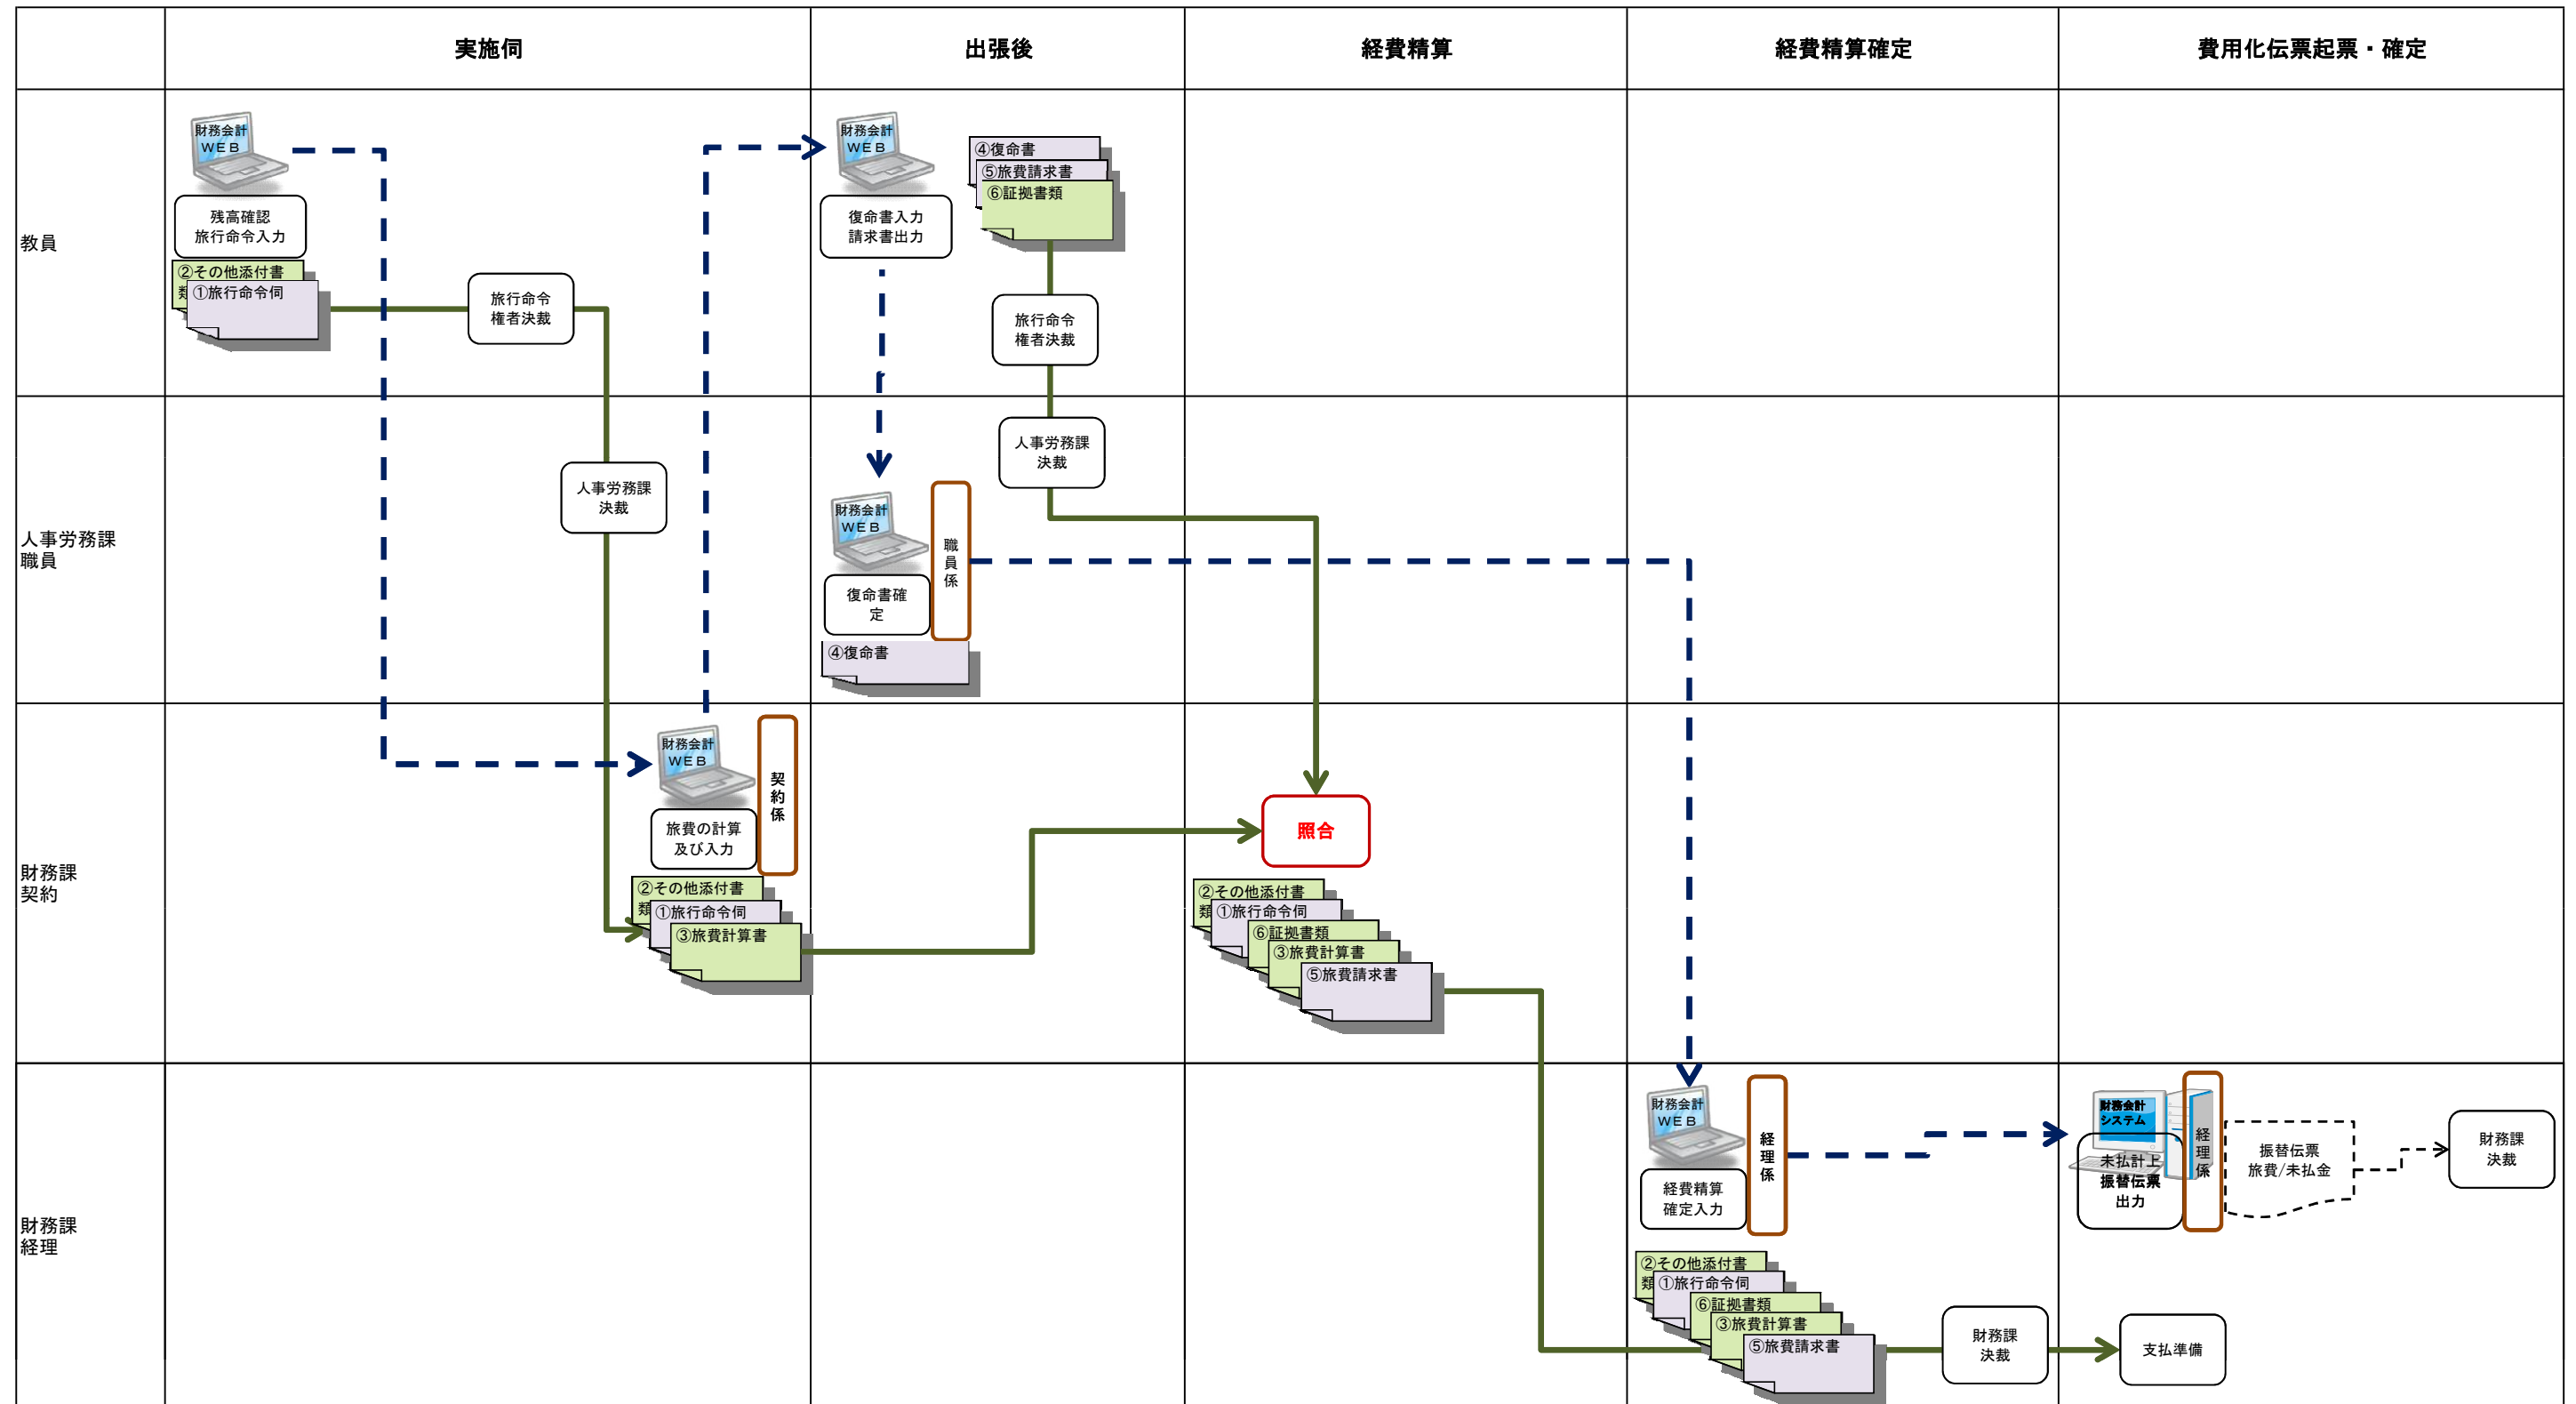 実施伺
出張後
経費精算
経費精算確定
費用化伝票起票・確定
教員
財務会計
WEB
残高確認
旅行命令入力
②その他添付書
類
①旅行命令伺
旅行命令
権者決裁
財務会計
WEB
復命書入力
請求書出力
④復命書
⑤旅費請求書
⑥証拠書類
旅行命令
権者決裁
人事労務課
職員
人事労務課
決裁
人事労務課
決裁
財務会計
WEB
復命書確
定
職員係
④復命書
財務課
契約
財務会計
WEB
旅費の計算
及び入力
契約係
②その他添付書
類
①旅行命令伺
③旅費計算書
照合
②その他添付書
類
①旅行命令伺
⑥証拠書類
③旅費計算書
⑤旅費請求書
財務課
経理
財務会計
WEB
経費精算
確定入力
経理係
②その他添付書
類
①旅行命令伺
⑥証拠書類
③旅費計算書
⑤旅費請求書
財務課
決裁
財務会計
システム
未払計上
振替伝票
出力
経理係
振替伝票
旅費/未払金
財務課
決裁
支払準備